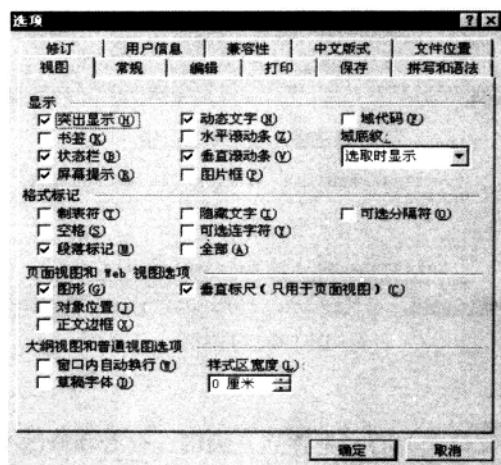 选项
修订 用户信息 兼容性 中文版式 文件位置
视图 常规 编辑 打印 保存 拼写和语法
显示
突出显示(H) 动态文字(N) 域代码(F)
书签(K) 水平滚动条(Z) 域底纹:
状态栏(B) 垂直滚动条(V) 选取时显示
屏幕提示(R) 图片框(P)
格式标记
制表符(T) 隐藏文字(I) 可选分隔符(O)
空格(S) 可选连字符(Y)
段落标记(M) 全部(A)
页面视图和 Web 视图选项
图形(G) 垂直标尺(只用于页面视图)(C)
对象位置(J)
正文边框(X)
大纲视图和普通视图选项
窗口内自动换行(W) 样式区宽度(L):
草稿字体(D) 0 厘米
确定 取消